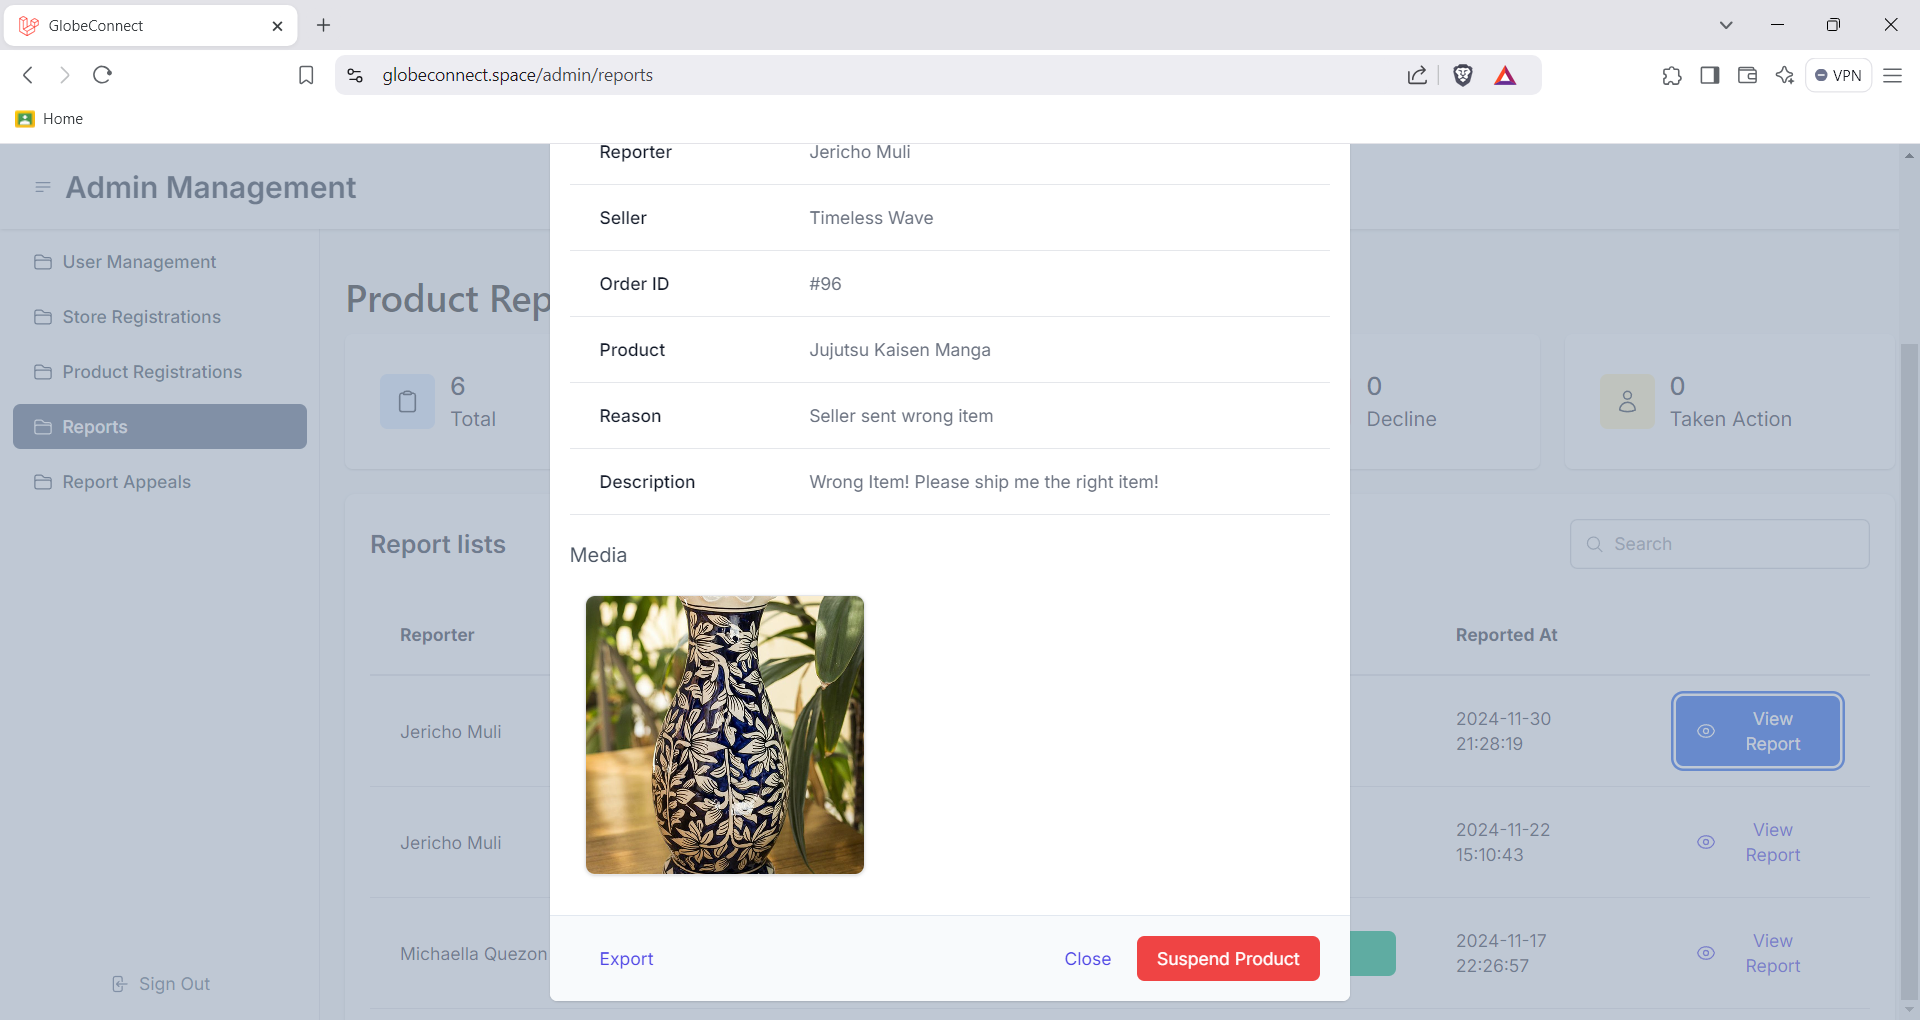 GlobeConnect
globeconnect.space/admin/reports
VPN
Home
Admin Management
User Management
Store Registrations
Product Registrations
Reports
Report Appeals
Sign Out
Product Rep
6
Total
0
Decline
0
Taken Action
Report lists
Search
Reporter
Reported At
Jericho Muli
2024-11-30
21:28:19
View
Report
Jericho Muli
2024-11-22
15:10:43
View
Report
Michaella Quezon
2024-11-17
22:26:57
View
Report
Reporter Jericho Muli
Seller Timeless Wave
Order ID #96
Product Jujutsu Kaisen Manga
Reason Seller sent wrong item
Description Wrong Item! Please ship me the right item!
Media
Export
Close
Suspend Product